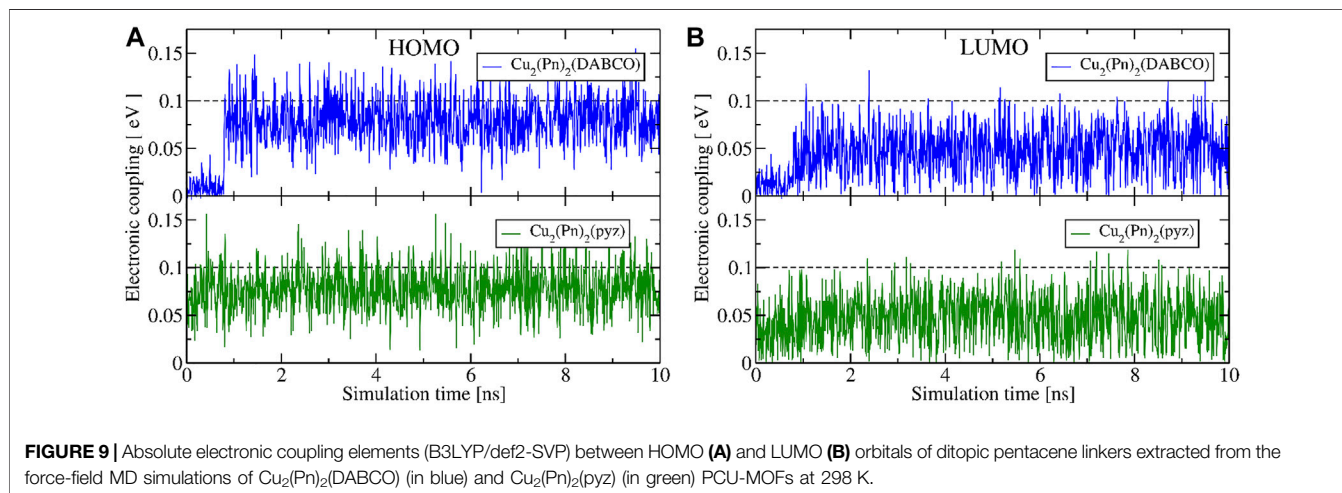 A
HOMO
Cu₂(Pn)₂(DABCO)
0.15
0.1
0.05
0
Cu₂(Pn)₂(pyz)
0.15
0.1
0.05
0
Electronic coupling [ eV]
0 2 4 6 8 10
Simulation time [ns]
B
LUMO
Cu₂(Pn)₂(DABCO)
0.15
0.1
0.05
0
Cu₂(Pn)₂(pyz)
0.15
0.1
0.05
0
Electronic coupling [ eV]
0 2 4 6 8 10
Simulation time [ns]
FIGURE 9 | Absolute electronic coupling elements (B3LYP/def2-SVP) between HOMO (A) and LUMO (B) orbitals of ditopic pentacene linkers extracted from the
force-field MD simulations of Cu₂(Pn)₂(DABCO) (in blue) and Cu₂(Pn)₂(pyz) (in green) PCU-MOFs at 298 K.